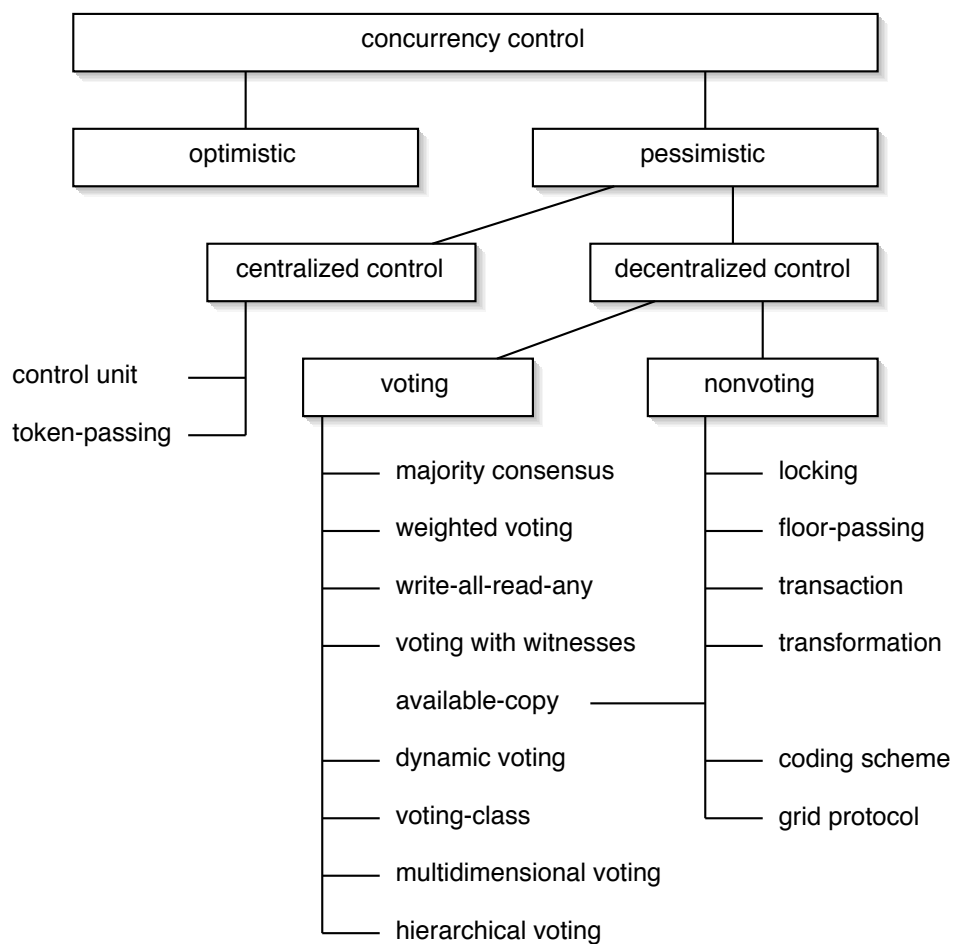 concurrency control
optimistic
pessimistic
centralized control
decentralized control
control unit
token-passing
voting
nonvoting
majority consensus
weighted voting
write-all-read-any
voting with witnesses
available-copy
dynamic voting
voting-class
multidimensional voting
hierarchical voting
locking
floor-passing
transaction
transformation
coding scheme
grid protocol